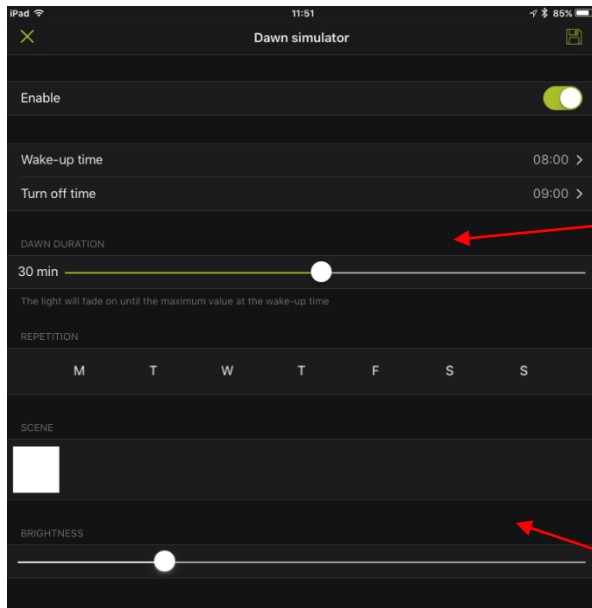 iPad 11:51 85%
Dawn simulator
Enable
Wake-up time 08:00
Turn off time 09:00
DAWN DURATION
30 min
The light will fade on until the maximum value at the wake-up time
REPETITION
M T W T F S S
SCENE
BRIGHTNESS